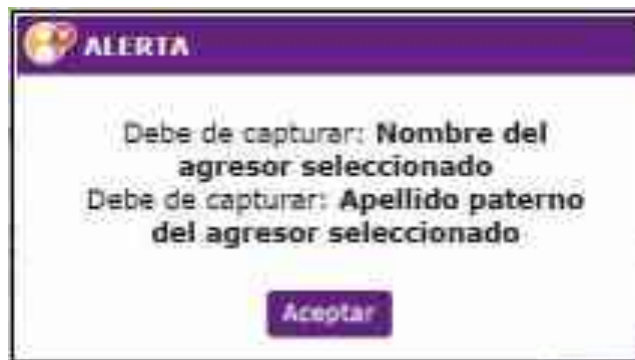 ALERTA
Debe de capturar: Nombre del
agresor seleccionado
Debe de capturar: Apellido paterno
del agresor seleccionado
Aceptar